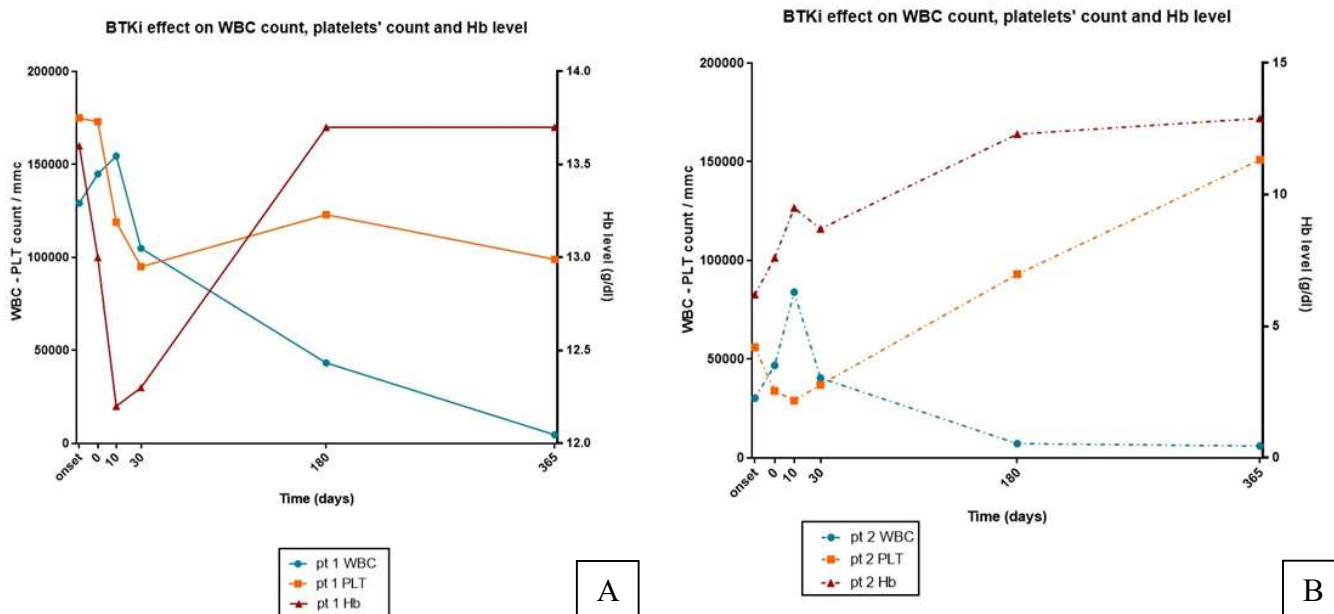 BTKi effect on WBC count, platelets' count and Hb level
200000
150000
100000
50000
0
WBC - PLT count / mmc
14.0
13.5
13.0
12.5
12.0
Hb level (g/dl)
onset 0 10 30 180 365
Time (days)
pt 1 WBC
pt 1 PLT
pt 1 Hb
A
BTKi effect on WBC count, platelets' count and Hb level
200000
150000
100000
50000
0
WBC - PLT count / mmc
15
10
5
0
Hb level (g/dl)
onset 0 10 30 180 365
Time (days)
pt 2 WBC
pt 2 PLT
pt 2 Hb
B